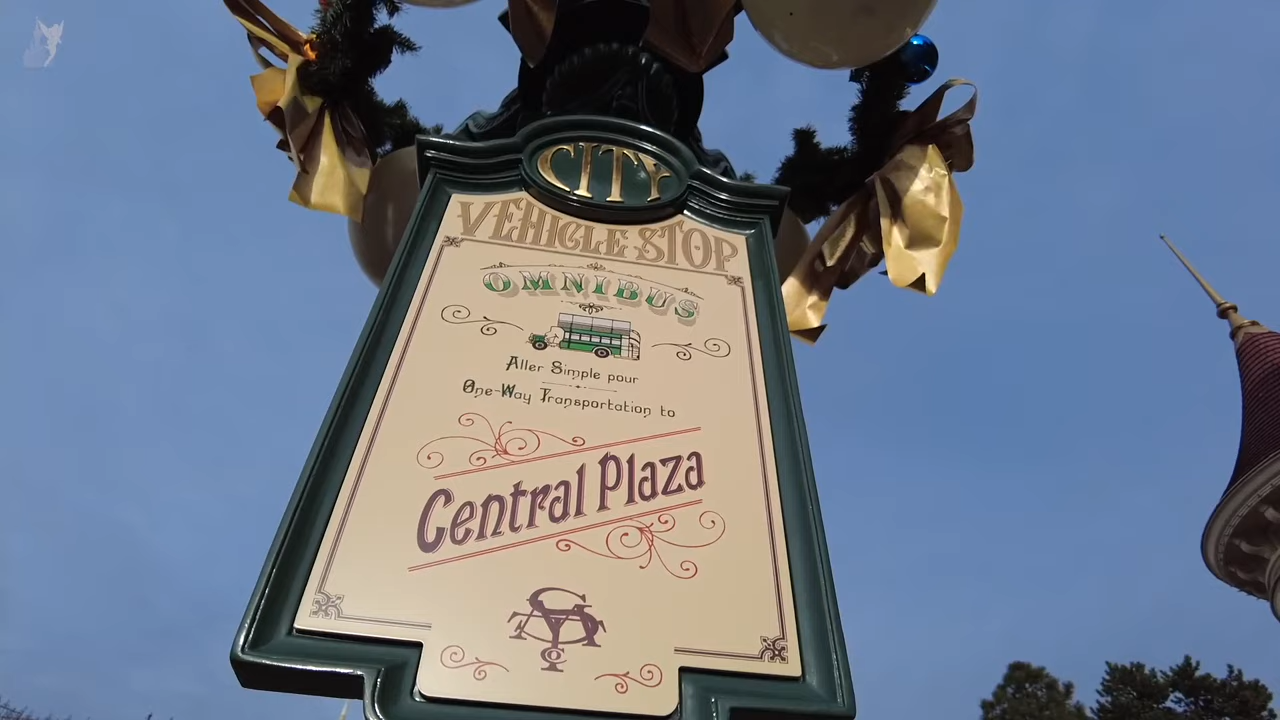 CITY
VEHICLE STOP
OMNIBUS
Aller Simple pour
One-Way Transportation to
Central Plaza